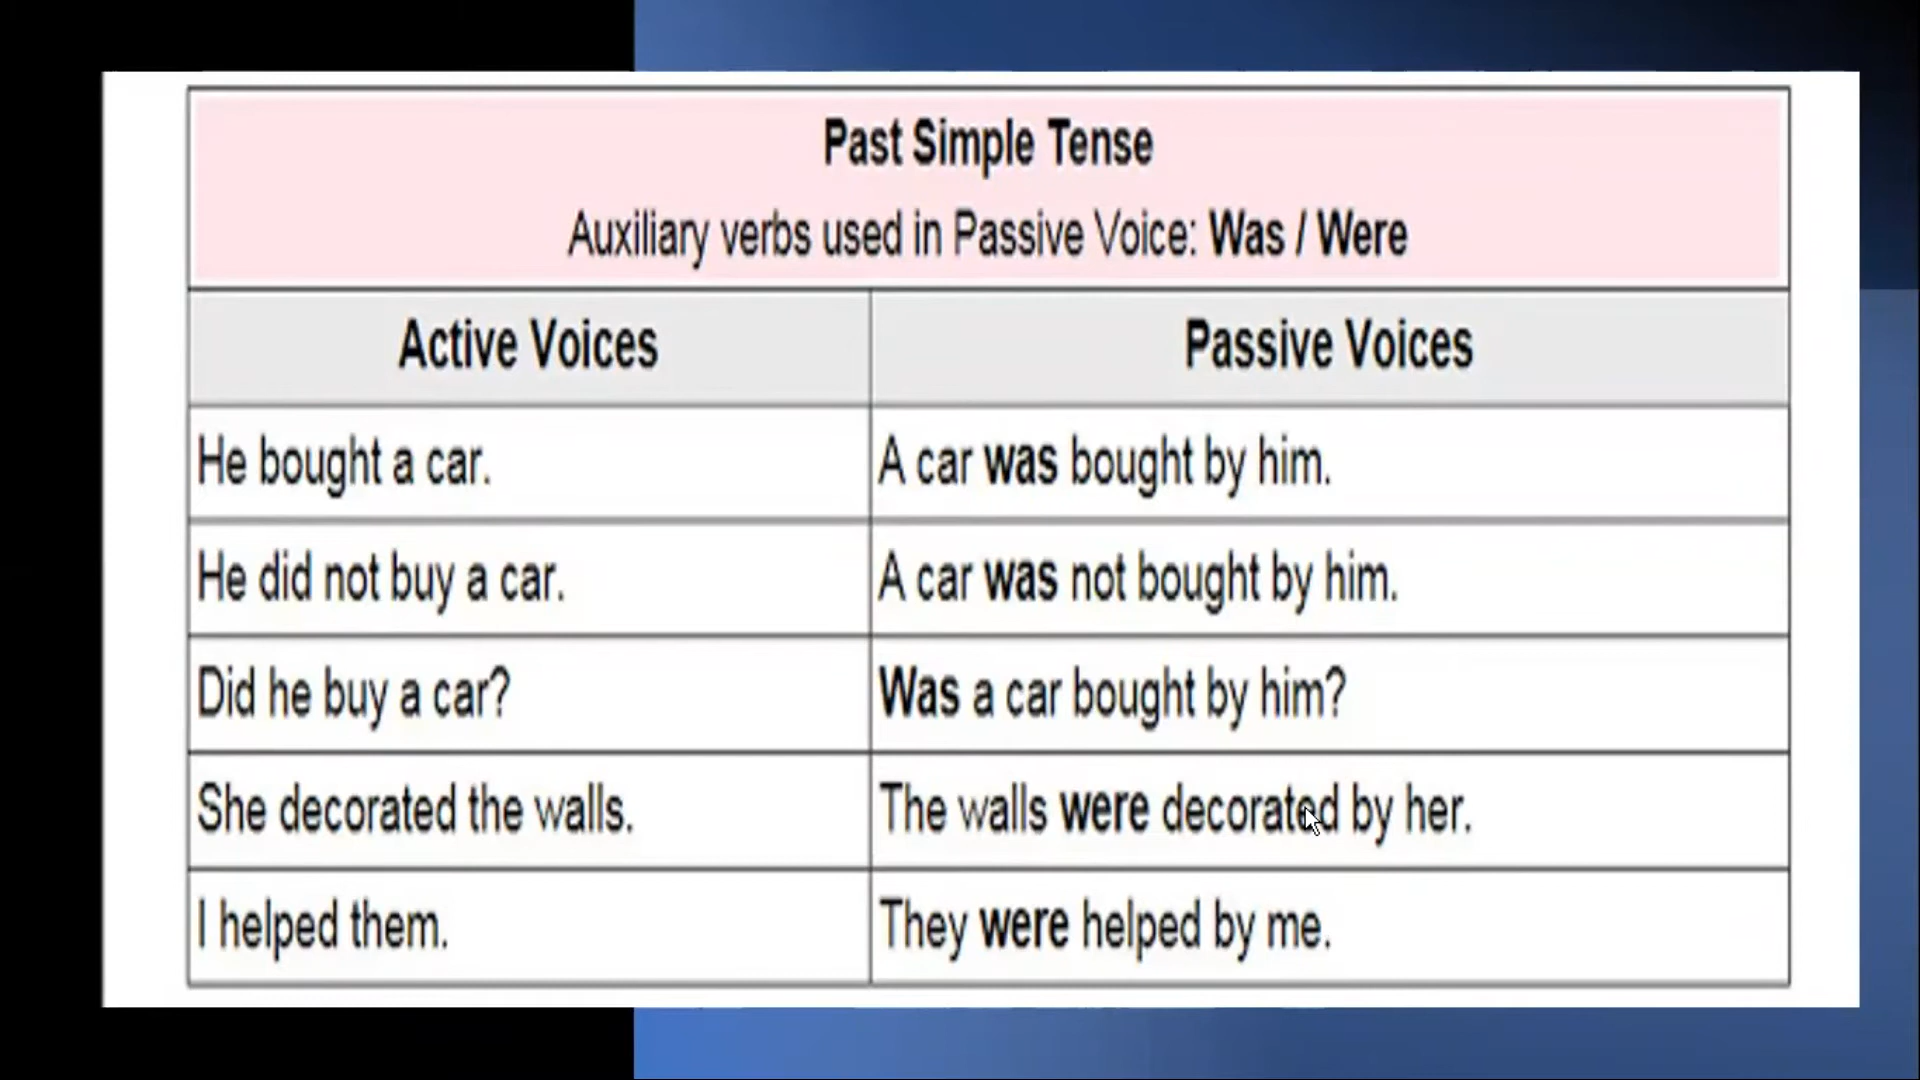 Past Simple Tense
Auxiliary verbs used in Passive Voice: Was / Were
Active Voices
Passive Voices
He bought a car.
A car was bought by him.
He did not buy a car.
A car was not bought by him.
Did he buy a car?
Was a car bought by him?
She decorated the walls.
The walls were decorated by her.
I helped them.
They were helped by me.